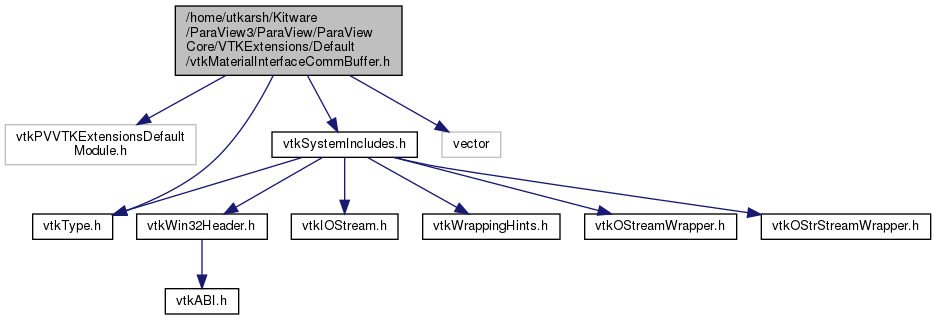 /home/utkarsh/Kitware
/ParaView3/ParaView/ParaView
Core/VTKExtensions/Default
/vtkMaterialInterfaceCommBuffer.h
vtkPVVTKExtensionsDefault
Module.h
vtkSystemIncludes.h
vector
vtkType.h
vtkWin32Header.h
vtkIOStream.h
vtkWrappingHints.h
vtkOStreamWrapper.h
vtkOStrStreamWrapper.h
vtkABI.h